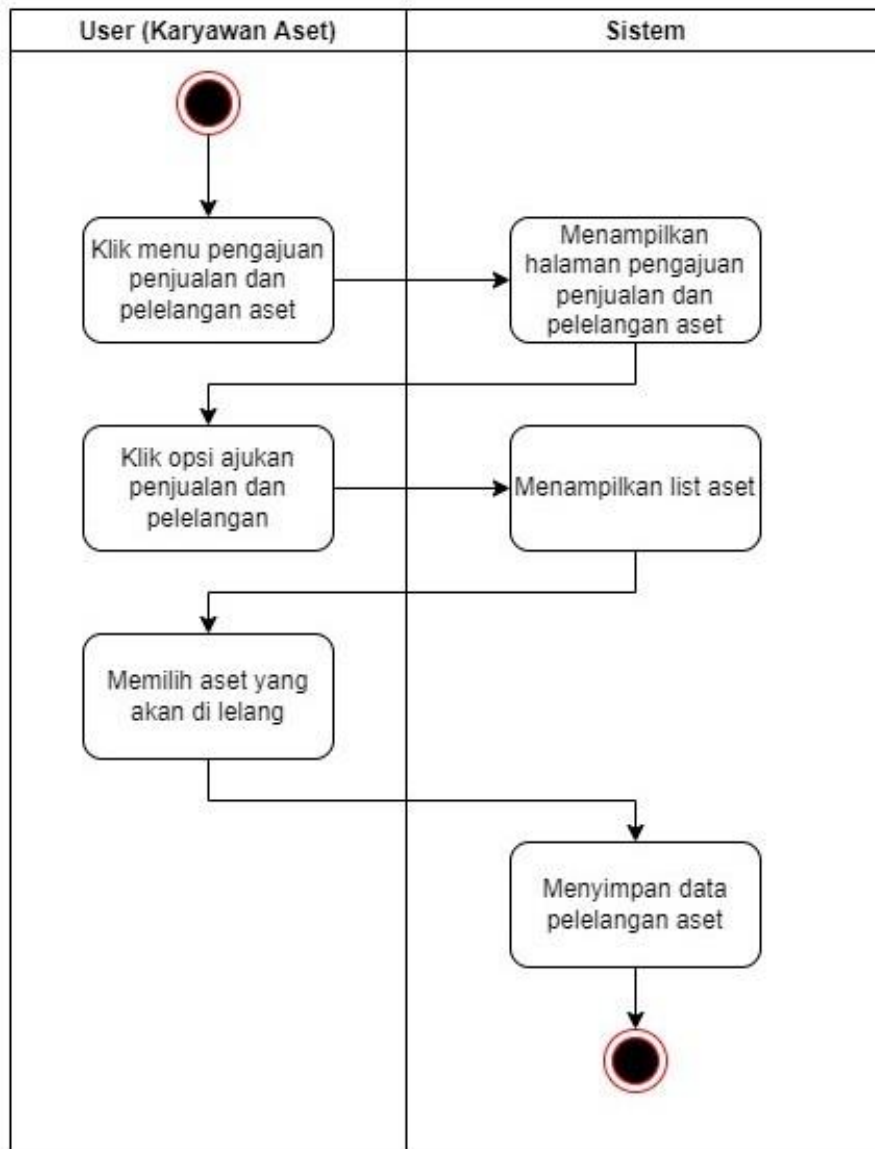 User (Karyawan Aset)
Sistem
Klik menu pengajuan
penjualan dan
pelelangan aset
Menampilkan
halaman pengajuan
penjualan dan
pelelangan aset
Klik opsi ajukan
penjualan dan
pelelangan
Menampilkan list aset
Memilih aset yang
akan di lelang
Menyimpan data
pelelangan aset